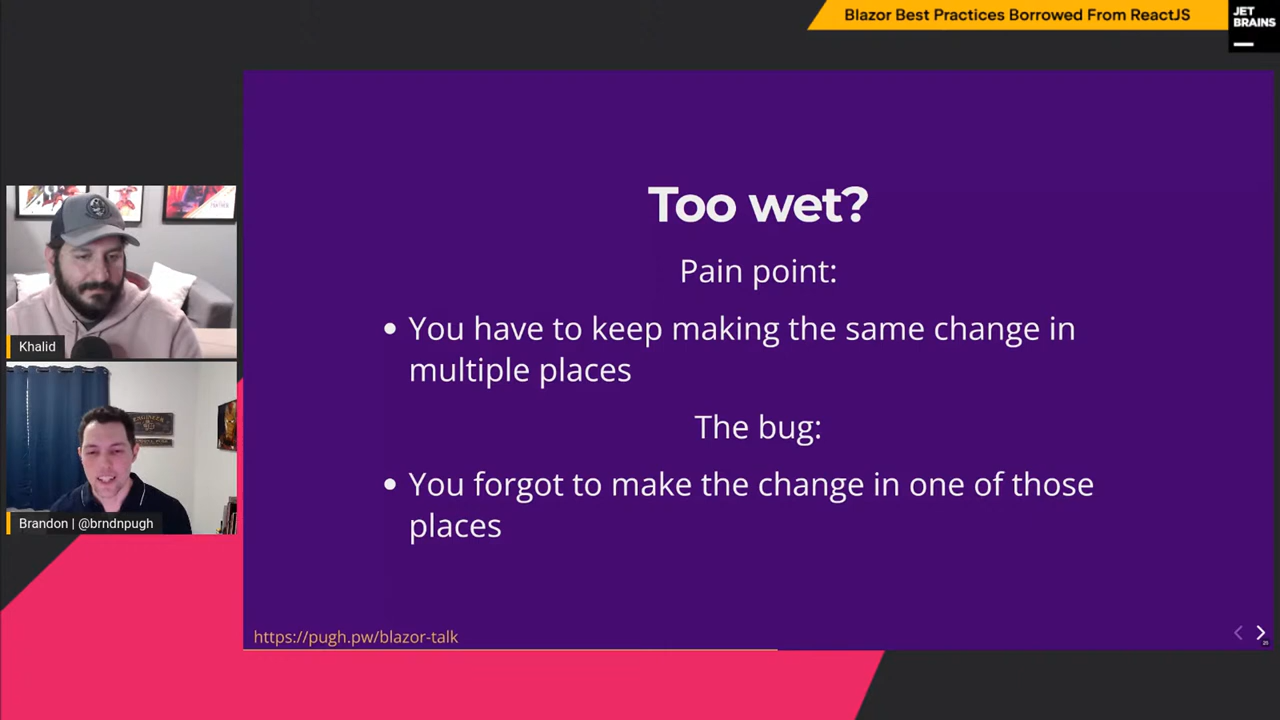 Blazor Best Practices Borrowed From ReactJS
JET
BRAINS
Too wet?
Pain point:
• You have to keep making the same change in
multiple places
The bug:
• You forgot to make the change in one of those
places
Khalid
Brandon | @brndnpugh
https://pugh.pw/blazor-talk